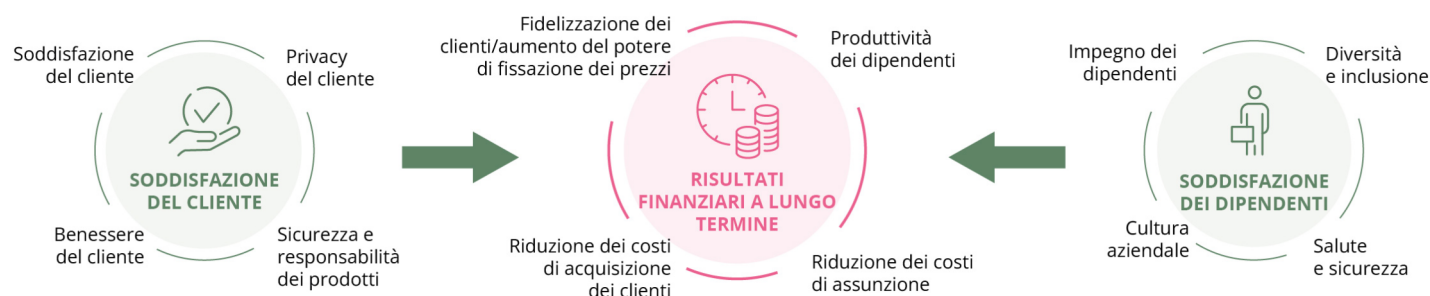 Soddisfazione
del cliente
Privacy
del cliente
SODDISFAZIONE
DEL CLIENTE
Benessere
del cliente
Sicurezza e
responsabilità
dei prodotti
Fidelizzazione dei
clienti/aumento del potere
di fissazione dei prezzi
Produttività
dei dipendenti
RISULTATI
FINANZIARI A LUNGO
TERMINE
Riduzione dei costi
di acquisizione
dei clienti
Riduzione dei costi
di assunzione
Impegno dei
dipendenti
Diversità
e inclusione
SODDISFAZIONE
DEI DIPENDENTI
Cultura
aziendale
Salute
e sicurezza